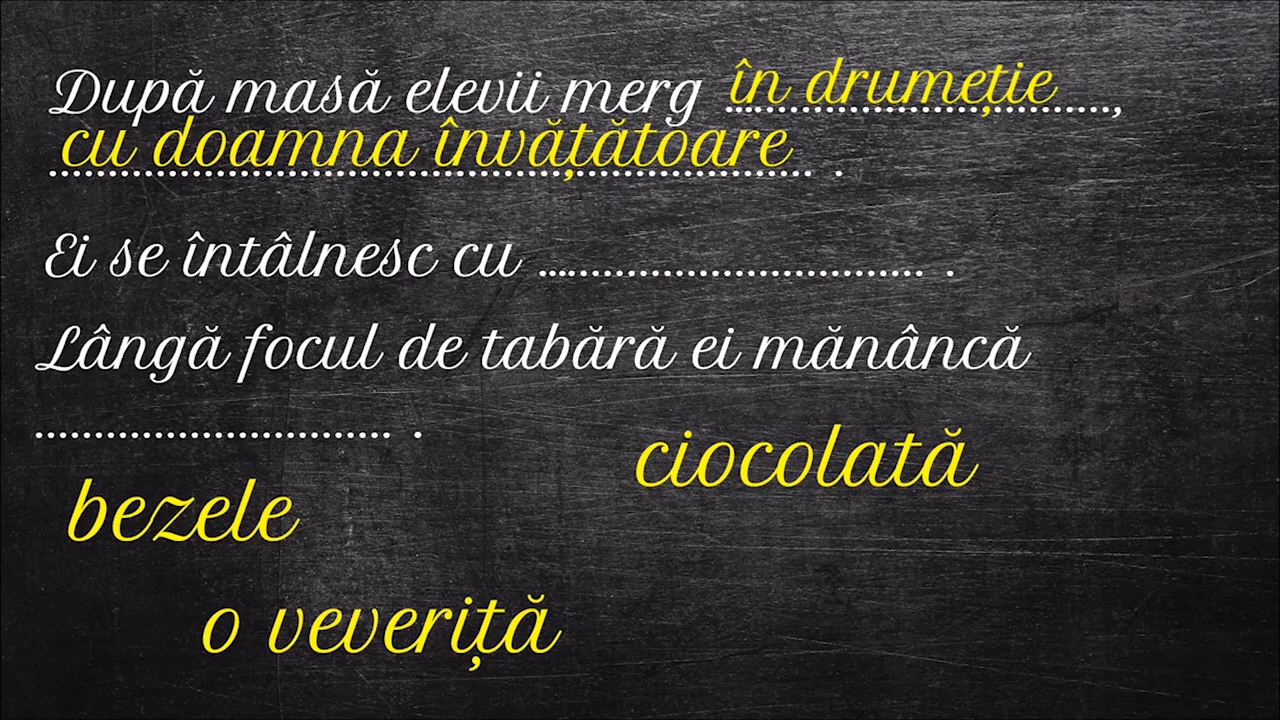 După masă elevii merg în drumeție,
cu doamna învățătoare.
Ei se întâlnesc cu .............................. .
Lângă focul de tabără ei mănâncă
.............................. .
ciocolată
bezele
o veveriță